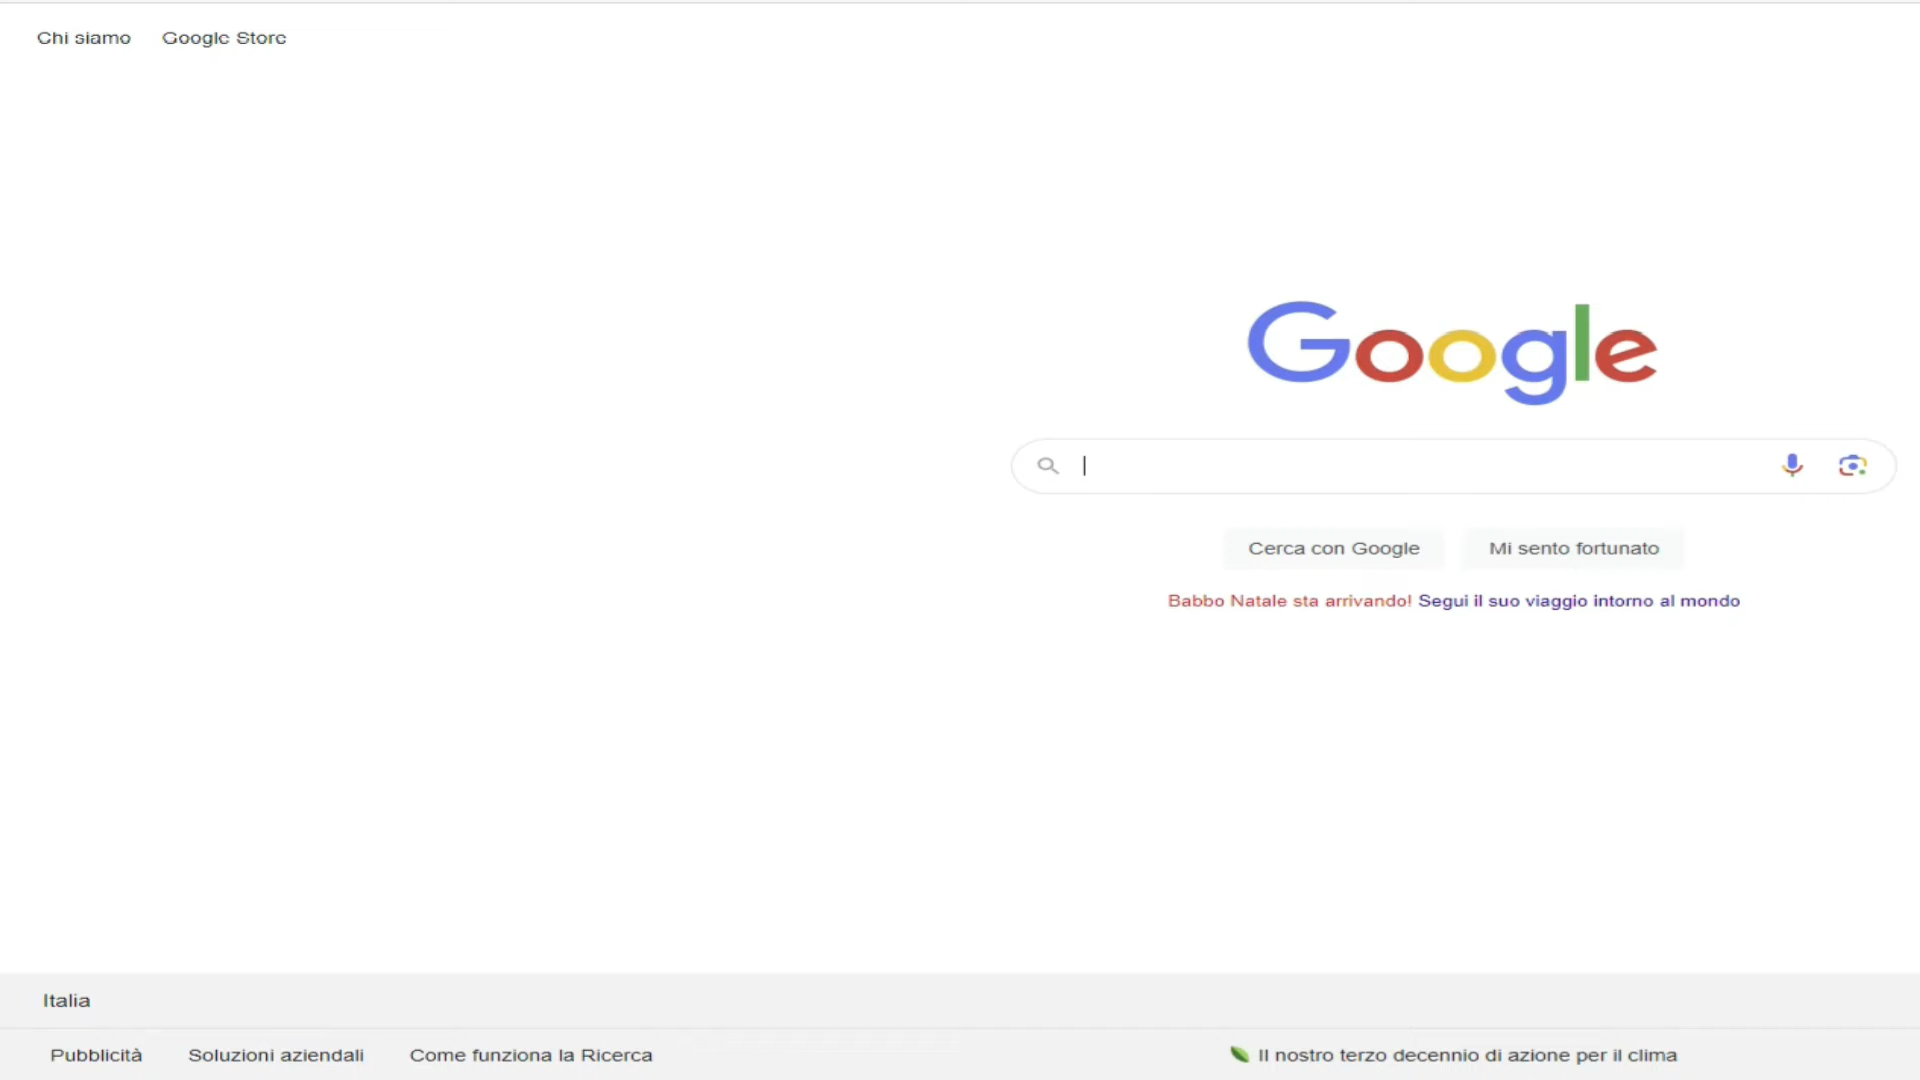 Chi siamo Google Store
Google
Cerca con Google Mi sento fortunato
Babbo Natale sta arrivando! Segui il suo viaggio intorno al mondo
Italia
Pubblicità Soluzioni aziendali Come funziona la Ricerca Il nostro terzo decennio di azione per il clima